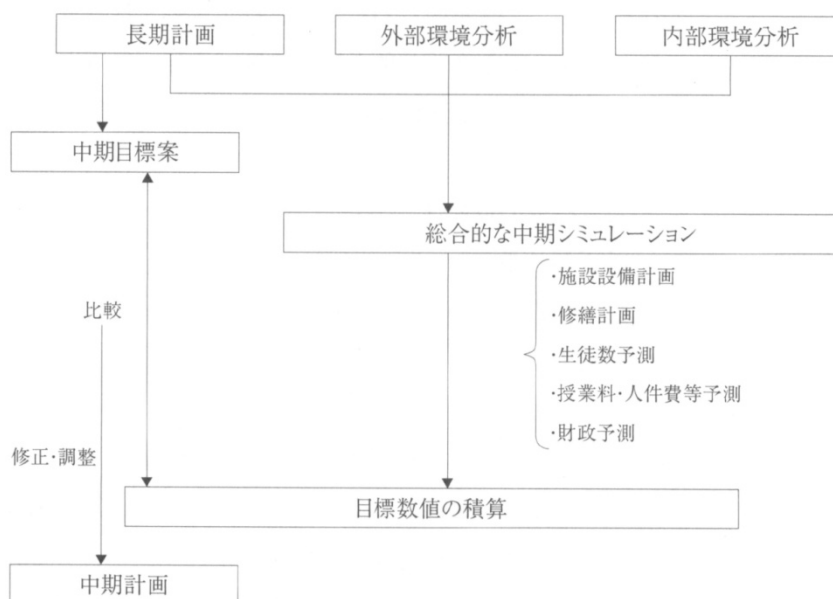 長期計画
外部環境分析
内部環境分析
中期目標案
総合的な中期シミュレーション
・施設設備計画
・修繕計画
・生徒数予測
・授業料・人件費等予測
・財政予測
比較
修正・調整
目標数値の積算
中期計画